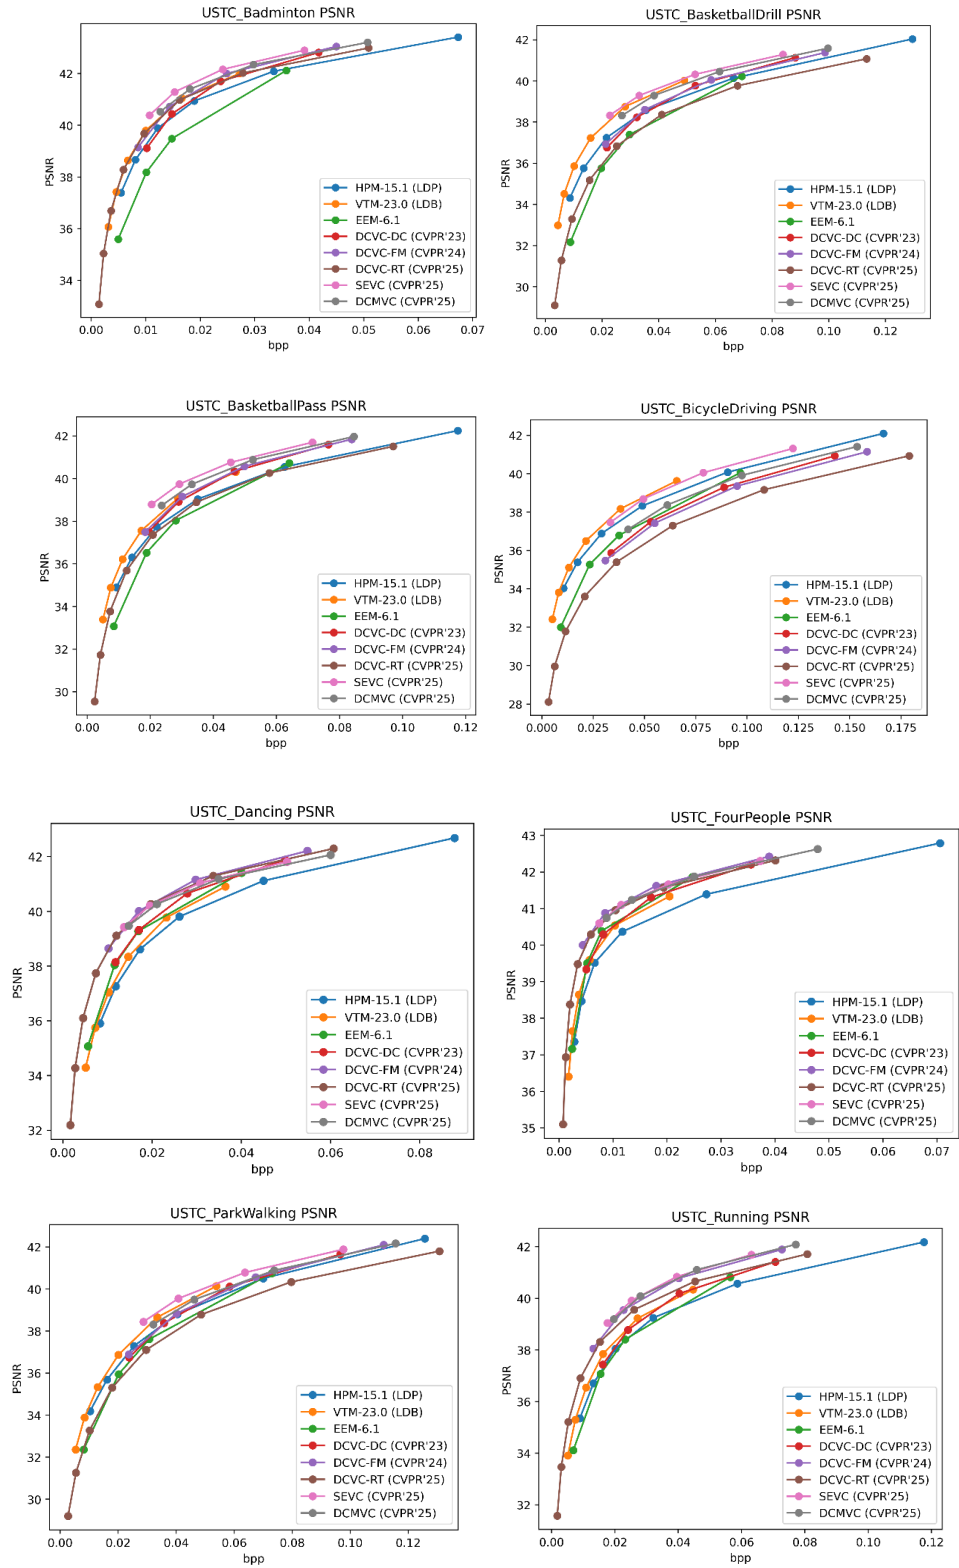 USTC_Badminton PSNR
PSNR
42
40
38
36
34
0.00 0.01 0.02 0.03 0.04 0.05 0.06 0.07
bpp
HPM-15.1 (LDP)
VTM-23.0 (LDB)
EEM-6.1
DCVC-DC (CVPR'23)
DCVC-FM (CVPR'24)
DCVC-RT (CVPR'25)
SEVC (CVPR'25)
DCMVC (CVPR'25)
USTC_BasketballDrill PSNR
PSNR
42
40
38
36
34
32
30
0.00 0.02 0.04 0.06 0.08 0.10 0.12
bpp
HPM-15.1 (LDP)
VTM-23.0 (LDB)
EEM-6.1
DCVC-DC (CVPR'23)
DCVC-FM (CVPR'24)
DCVC-RT (CVPR'25)
SEVC (CVPR'25)
DCMVC (CVPR'25)
USTC_BasketballPass PSNR
PSNR
42
40
38
36
34
32
30
0.00 0.02 0.04 0.06 0.08 0.10 0.12
bpp
HPM-15.1 (LDP)
VTM-23.0 (LDB)
EEM-6.1
DCVC-DC (CVPR'23)
DCVC-FM (CVPR'24)
DCVC-RT (CVPR'25)
SEVC (CVPR'25)
DCMVC (CVPR'25)
USTC_BicycleDriving PSNR
PSNR
42
40
38
36
34
32
30
28
0.000 0.025 0.050 0.075 0.100 0.125 0.150 0.175
bpp
HPM-15.1 (LDP)
VTM-23.0 (LDB)
EEM-6.1
DCVC-DC (CVPR'23)
DCVC-FM (CVPR'24)
DCVC-RT (CVPR'25)
SEVC (CVPR'25)
DCMVC (CVPR'25)
USTC_Dancing PSNR
PSNR
42
40
38
36
34
32
0.00 0.02 0.04 0.06 0.08
bpp
HPM-15.1 (LDP)
VTM-23.0 (LDB)
EEM-6.1
DCVC-DC (CVPR'23)
DCVC-FM (CVPR'24)
DCVC-RT (CVPR'25)
SEVC (CVPR'25)
DCMVC (CVPR'25)
USTC_FourPeople PSNR
PSNR
43
42
41
40
39
38
37
36
35
0.00 0.01 0.02 0.03 0.04 0.05 0.06 0.07
bpp
HPM-15.1 (LDP)
VTM-23.0 (LDB)
EEM-6.1
DCVC-DC (CVPR'23)
DCVC-FM (CVPR'24)
DCVC-RT (CVPR'25)
SEVC (CVPR'25)
DCMVC (CVPR'25)
USTC_ParkWalking PSNR
PSNR
42
40
38
36
34
32
30
0.00 0.02 0.04 0.06 0.08 0.10 0.12
bpp
HPM-15.1 (LDP)
VTM-23.0 (LDB)
EEM-6.1
DCVC-DC (CVPR'23)
DCVC-FM (CVPR'24)
DCVC-RT (CVPR'25)
SEVC (CVPR'25)
DCMVC (CVPR'25)
USTC_Running PSNR
PSNR
42
40
38
36
34
32
0.00 0.02 0.04 0.06 0.08 0.10 0.12
bpp
HPM-15.1 (LDP)
VTM-23.0 (LDB)
EEM-6.1
DCVC-DC (CVPR'23)
DCVC-FM (CVPR'24)
DCVC-RT (CVPR'25)
SEVC (CVPR'25)
DCMVC (CVPR'25)